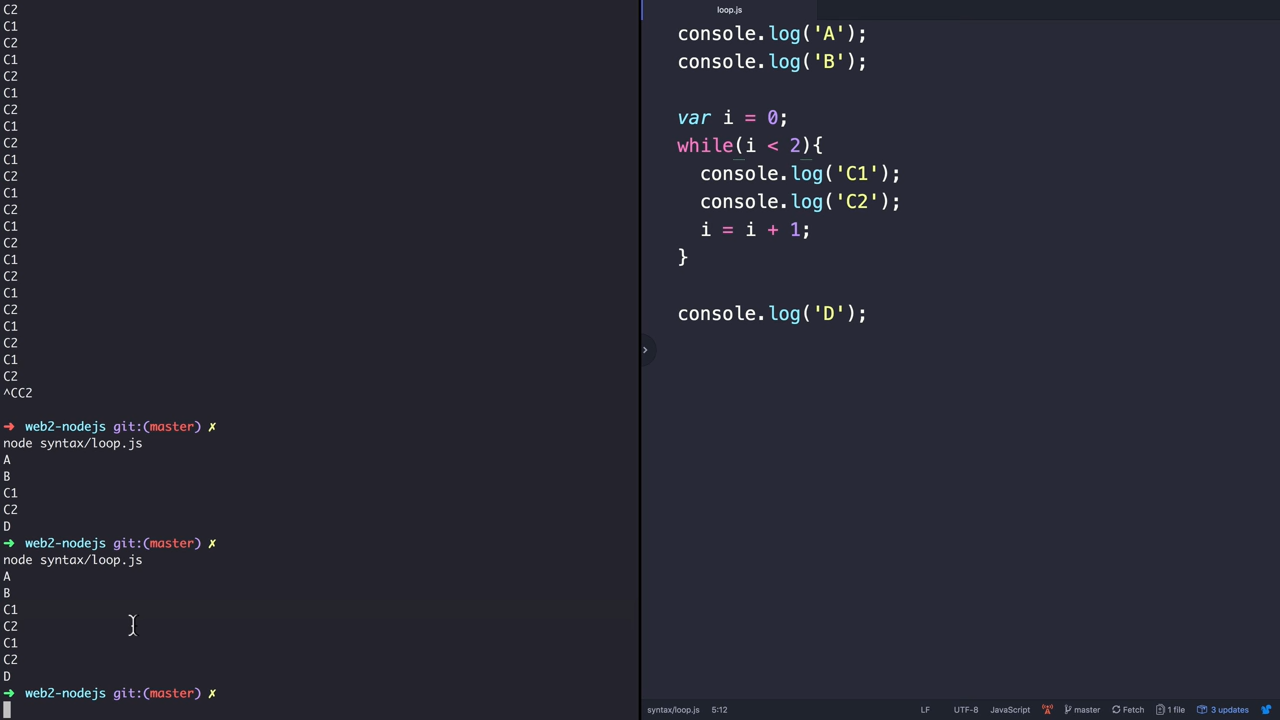 C2
C1
C2
C1
C2
C1
C2
C1
C2
C1
C2
C1
C2
C1
C2
C1
C2
C1
C2
C1
C2
C1
C2
^CC2
➜ web2-nodejs git:(master) ✗
node syntax/loop.js
A
B
C1
C2
D
➜ web2-nodejs git:(master) ✗
node syntax/loop.js
A
B
C1
C2
C1
C2
D
➜ web2-nodejs git:(master) ✗
loop.js
console.log('A');
console.log('B');
var i = 0;
while(i < 2){
  console.log('C1');
  console.log('C2');
  i = i + 1;
}
console.log('D');
syntax/loop.js 5:12 LF UTF-8 JavaScript master Fetch 1 file 3 updates